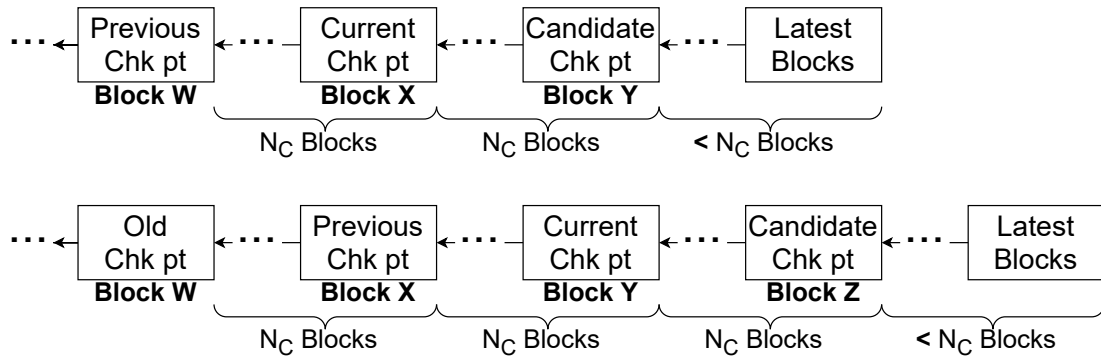 ... Previous Chk pt ... Current Chk pt ... Candidate Chk pt ... Latest Blocks
Block W Block X Block Y
N_C Blocks N_C Blocks < N_C Blocks
... Old Chk pt ... Previous Chk pt ... Current Chk pt ... Candidate Chk pt ... Latest Blocks
Block W Block X Block Y Block Z
N_C Blocks N_C Blocks N_C Blocks < N_C Blocks